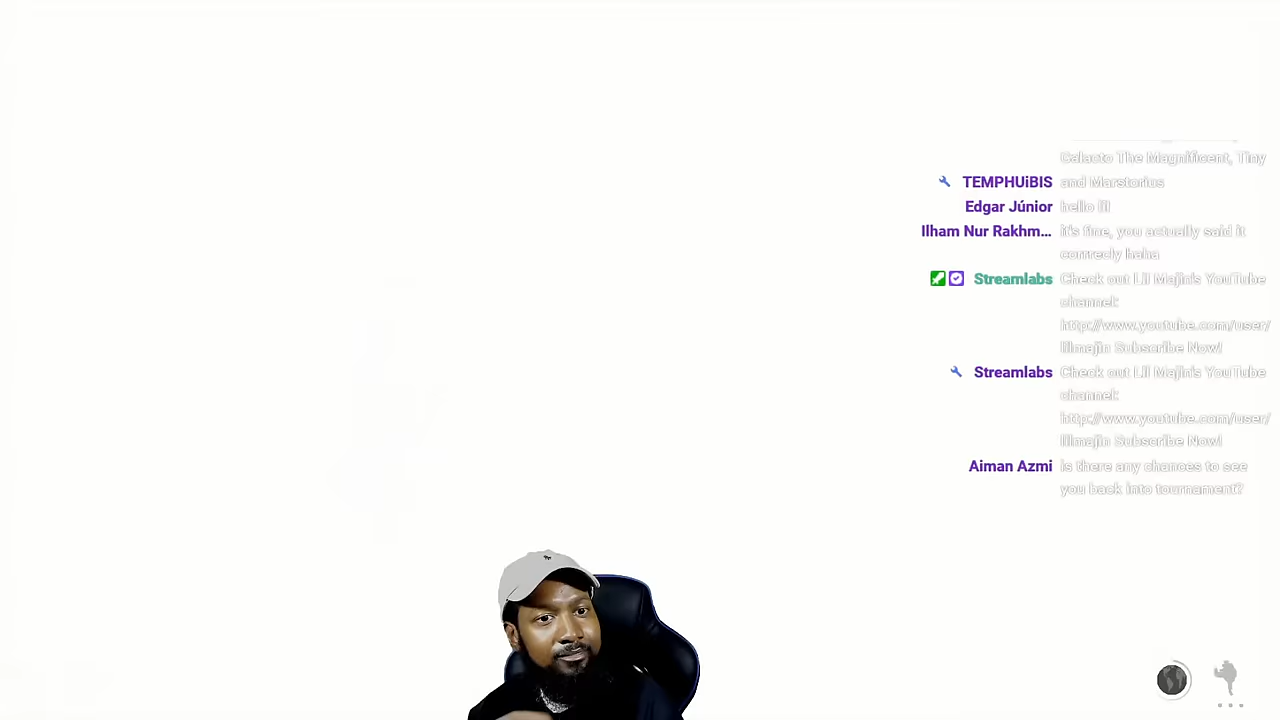 Galacto The Magnificent, Tiny
TEMPHUiBIS and Marstorius
Edgar Júnior hello lil
Ilham Nur Rakhm... it's fine, you actually said it
correcly haha
Streamlabs Check out Lil Majin's YouTube
channel:
http://www.youtube.com/user/
lilmajin Subscribe Now!
Streamlabs Check out Lil Majin's YouTube
channel:
http://www.youtube.com/user/
lilmajin Subscribe Now!
Aiman Azmi is there any chances to see
you back into tournament?